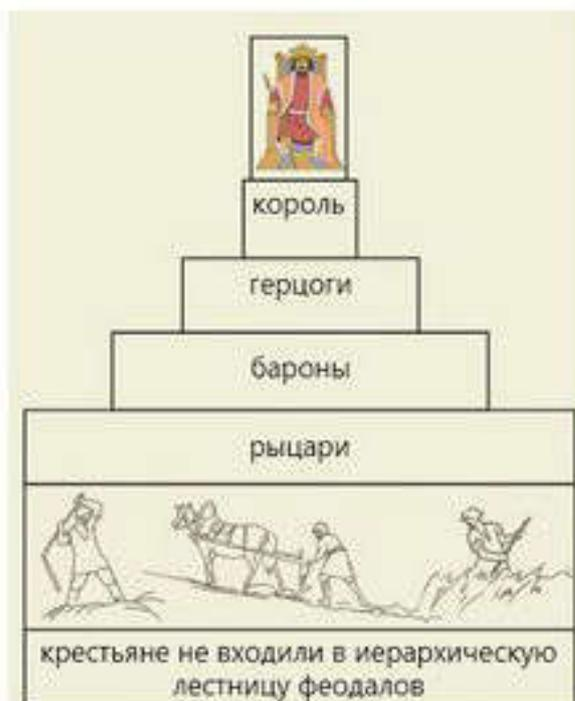 король
герцоги
бароны
рыцари
крестьяне не входили в иерархическую
лестницу феодалов